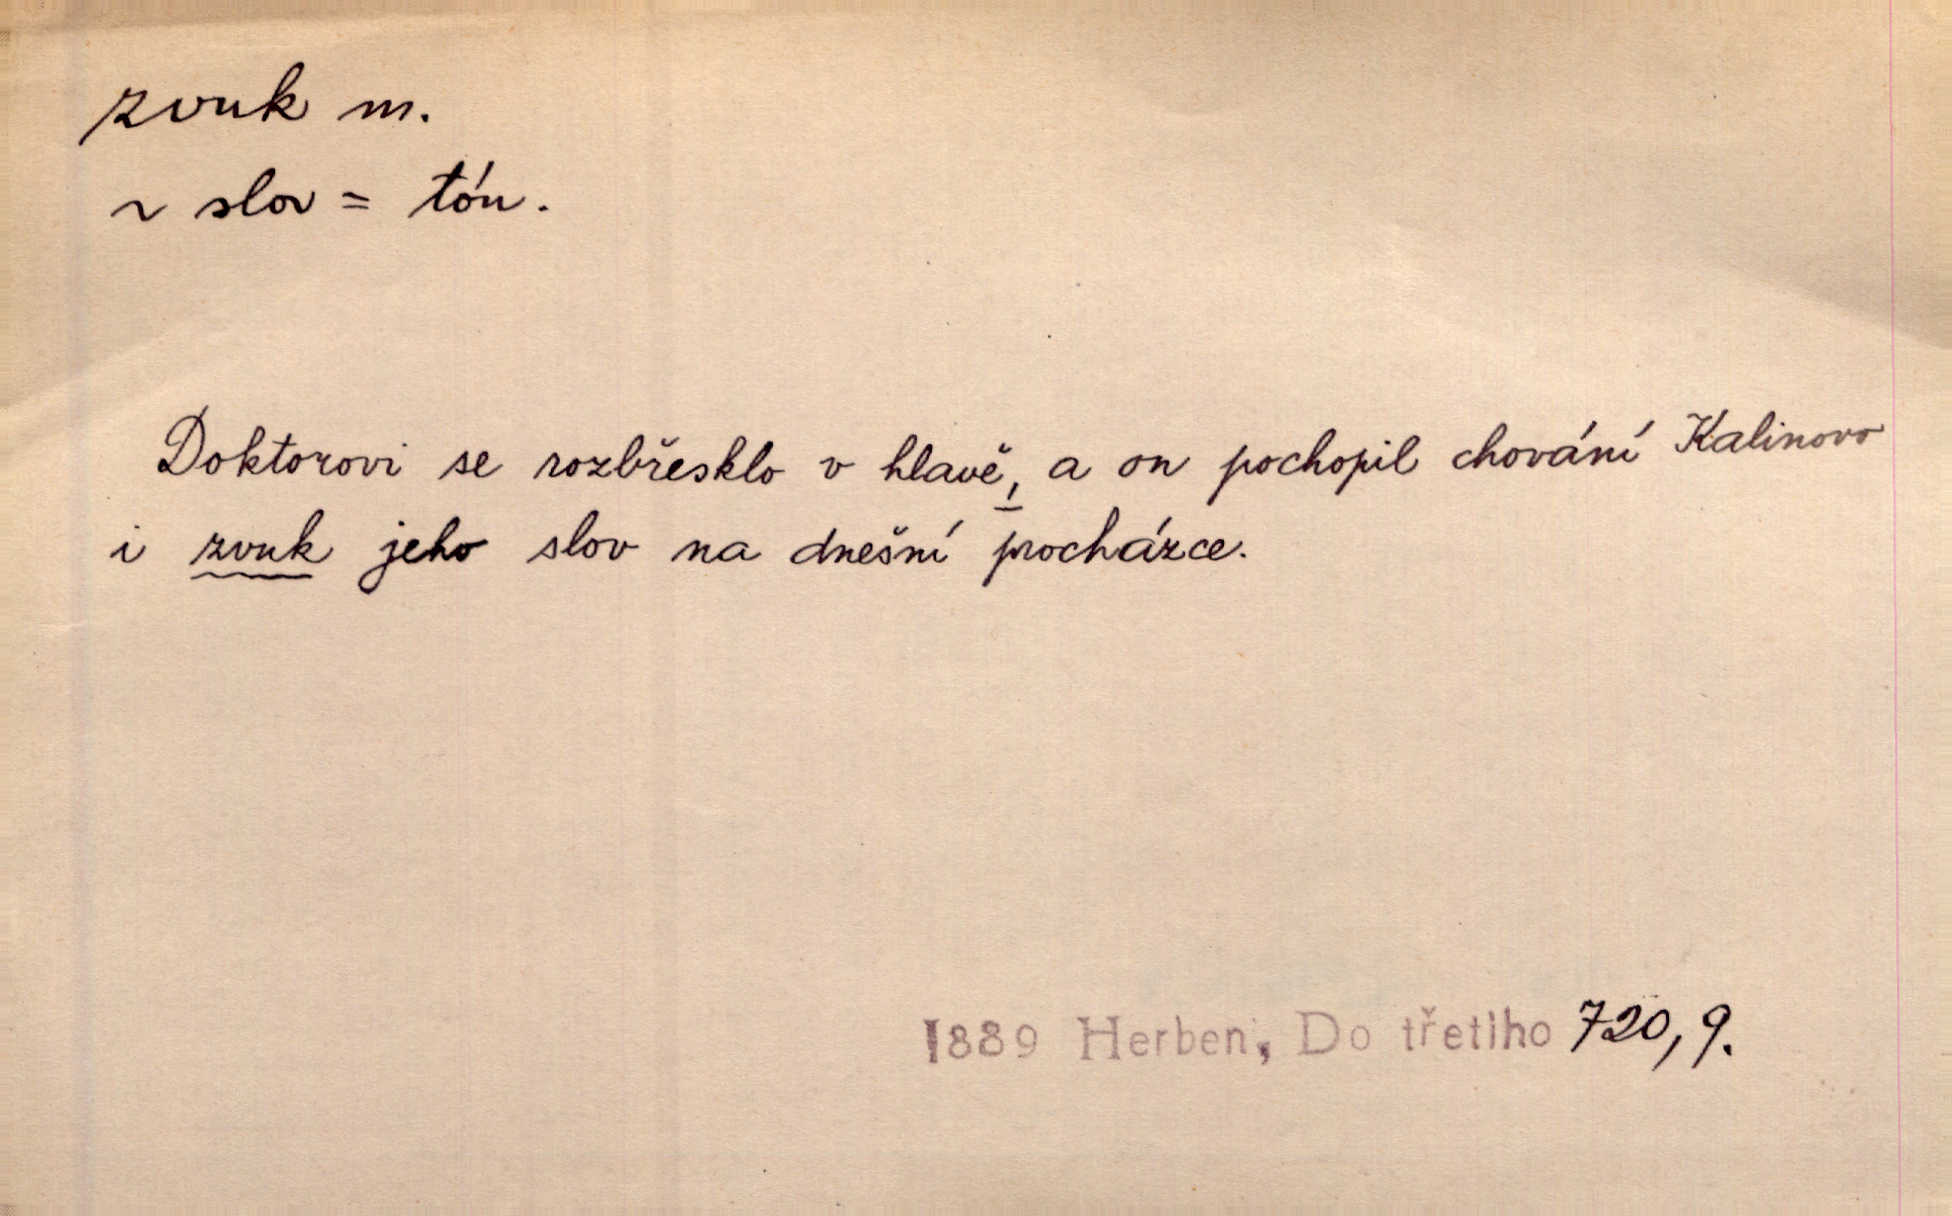 zvuk m.
~ slov = tón.
Doktorovi se rozbřesklo v hlavě, a on pochopil chování Kalinovo
i zvuk jeho slov na dnešní procházce.
1889 Herben, Do třetího 720, 9.